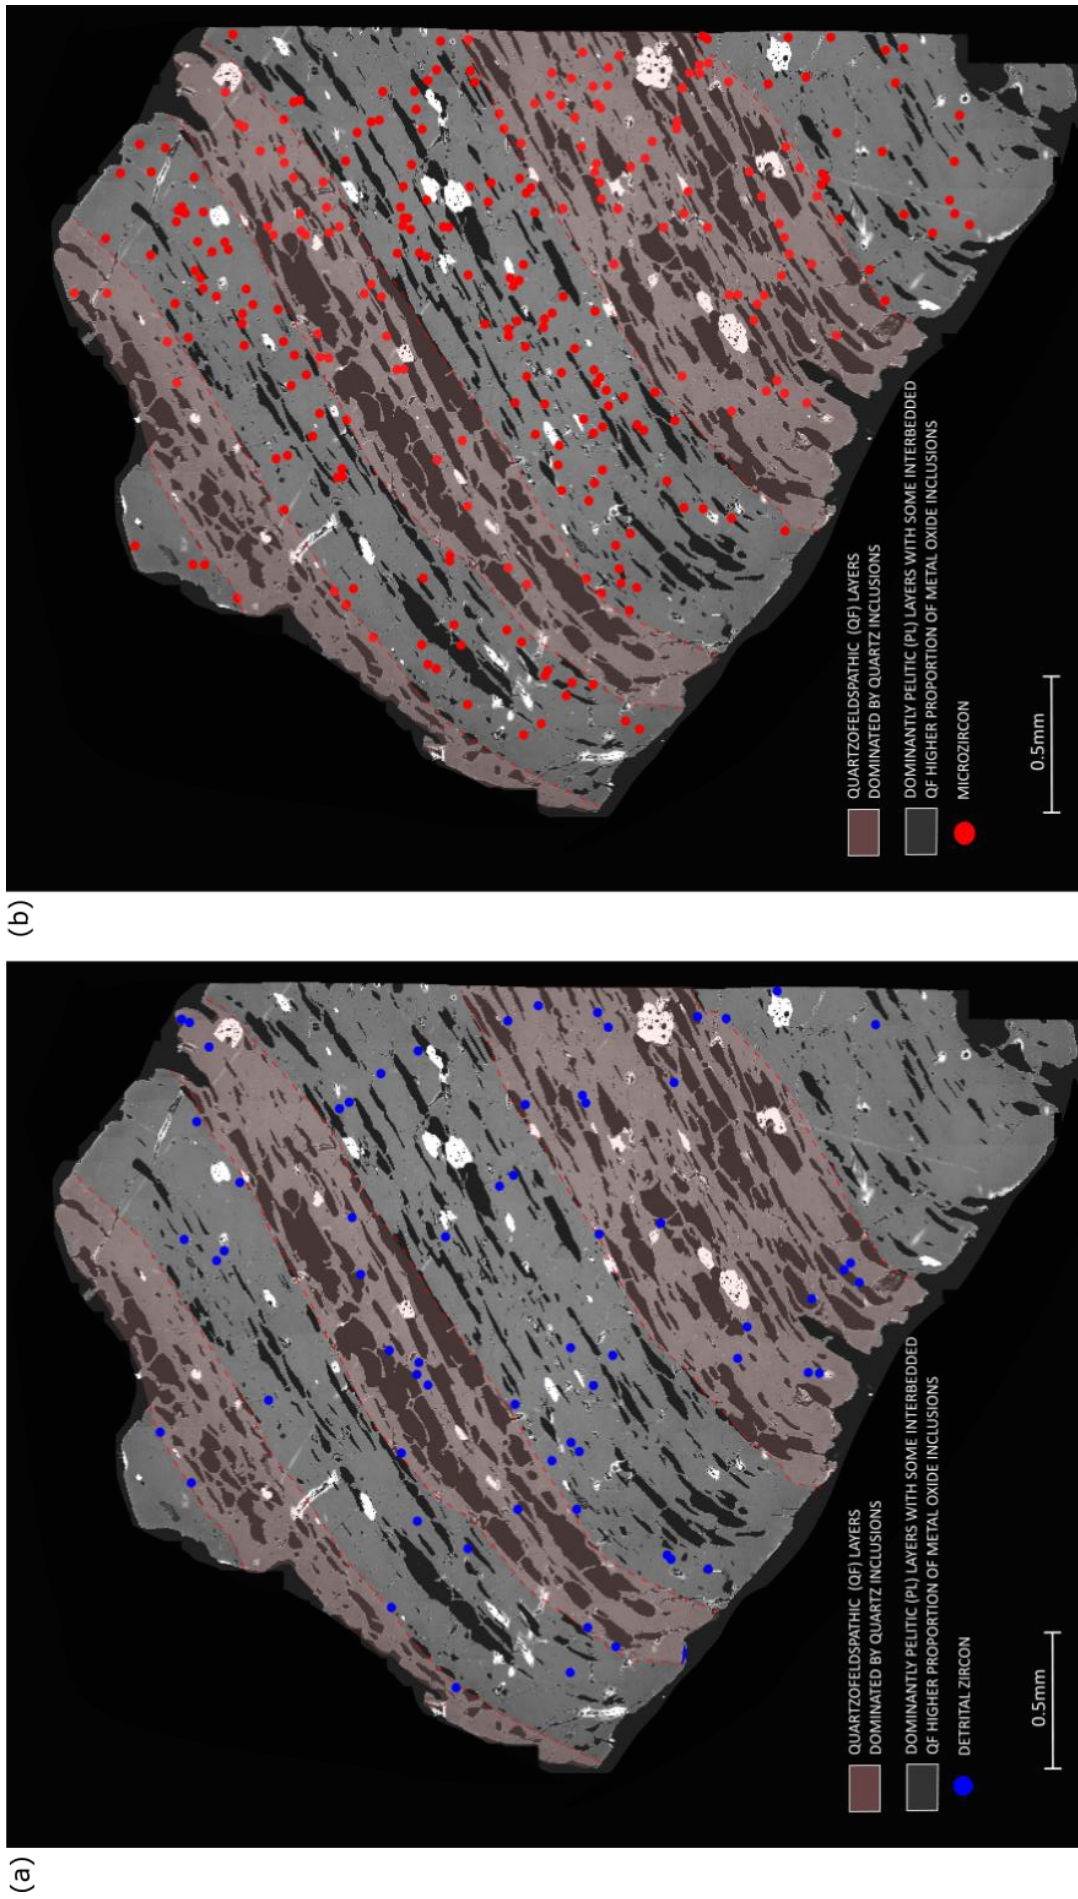 (a)
QUARTZOFELDSPATHIC (QF) LAYERS
DOMINATED BY QUARTZ INCLUSIONS
DOMINANTLY PELITIC (PL) LAYERS WITH SOME INTERBEDDED
QF HIGHER PROPORTION OF METAL OXIDE INCLUSIONS
DETRITAL ZIRCON
0.5mm
(b)
QUARTZOFELDSPATHIC (QF) LAYERS
DOMINATED BY QUARTZ INCLUSIONS
DOMINANTLY PELITIC (PL) LAYERS WITH SOME INTERBEDDED
QF HIGHER PROPORTION OF METAL OXIDE INCLUSIONS
MICROZIRCON
0.5mm